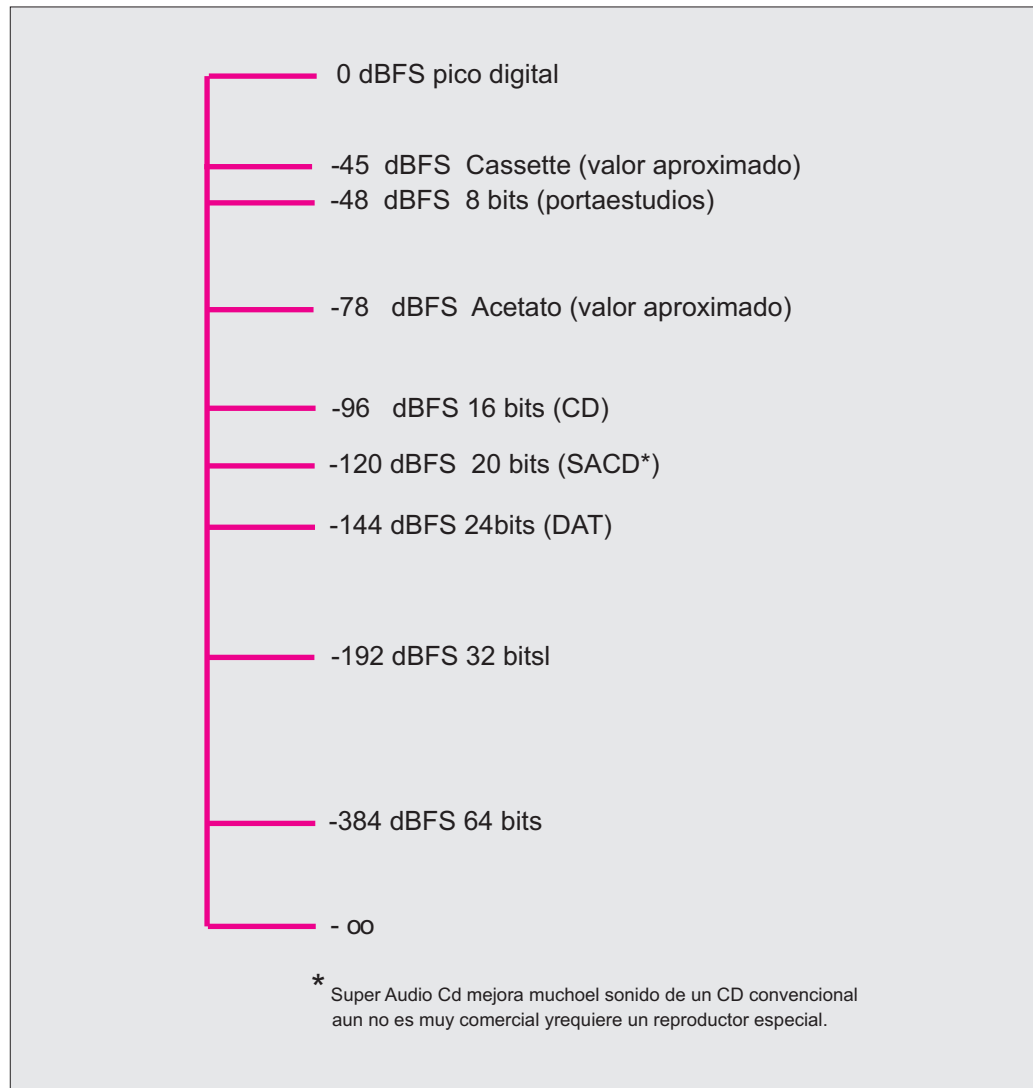 0 dBFS pico digital
-45 dBFS Cassette (valor aproximado)
-48 dBFS 8 bits (portaestudios)
-78 dBFS Acetato (valor aproximado)
-96 dBFS 16 bits (CD)
-120 dBFS 20 bits (SACD*)
-144 dBFS 24bits (DAT)
-192 dBFS 32 bitsl
-384 dBFS 64 bits
- oo
* Super Audio Cd mejora muchoel sonido de un CD convencional
aun no es muy comercial yrequiere un reproductor especial.